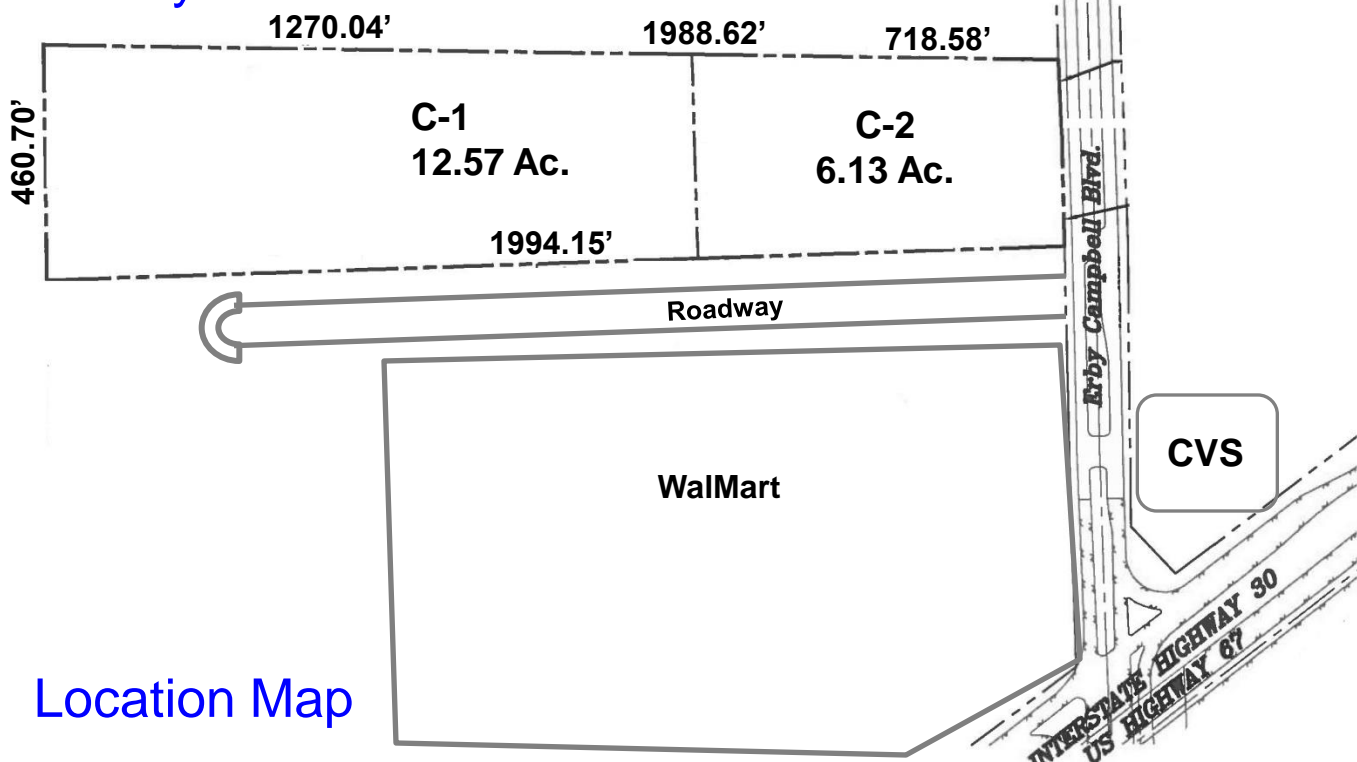 1270.04’
1988.62’
718.58’
460.70’
C-1
12.57 Ac.
C-2
6.13 Ac.
1994.15’
Erby Campbell Blvd.
Roadway
CVS
WalMart
INTERSTATE HIGHWAY 30
US HIGHWAY 67
Location Map